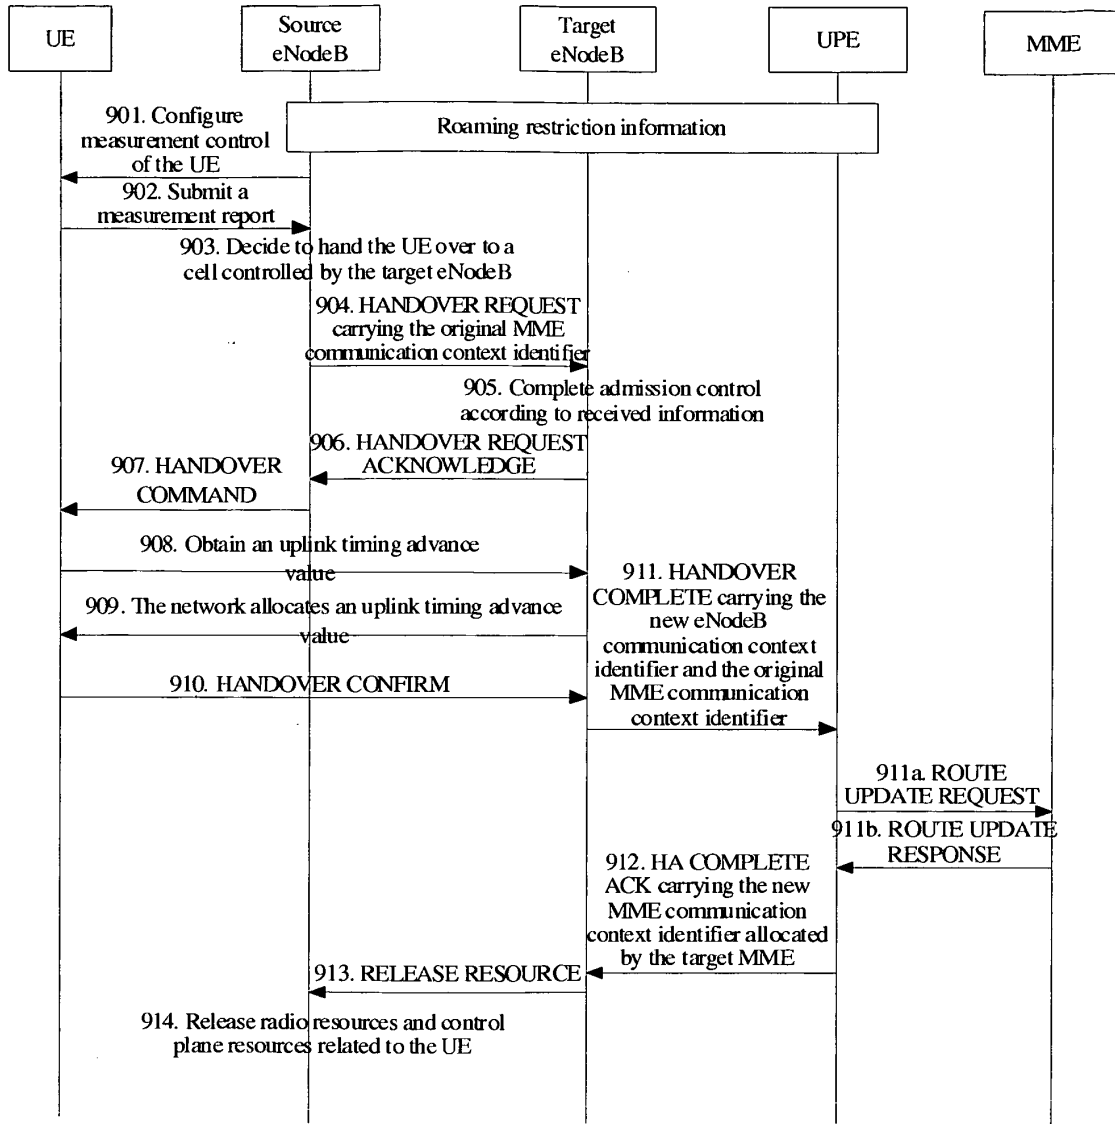 UE
Source
eNodeB
Target
eNodeB
UPE
MME
Roaming restriction information
901. Configure
measurement control
of the UE
902. Submit a
measurement report
903. Decide to hand the UE over to a
cell controlled by the target eNodeB
904. HANDOVER REQUEST
carrying the original MME
communication context identifier
905. Complete admission control
according to received information
906. HANDOVER REQUEST
ACKNOWLEDGE
907. HANDOVER
COMMAND
908. Obtain an uplink timing advance
value
909. The network allocates an uplink timing advance
value
910. HANDOVER CONFIRM
911. HANDOVER
COMPLETE carrying the
new eNodeB
communication context
identifier and the original
MME communication
context identifier
911a. ROUTE
UPDATE REQUEST
911b. ROUTE UPDATE
RESPONSE
912. HA COMPLETE
ACK carrying the new
MME communication
context identifier allocated
by the target MME
913. RELEASE RESOURCE
914. Release radio resources and control
plane resources related to the UE